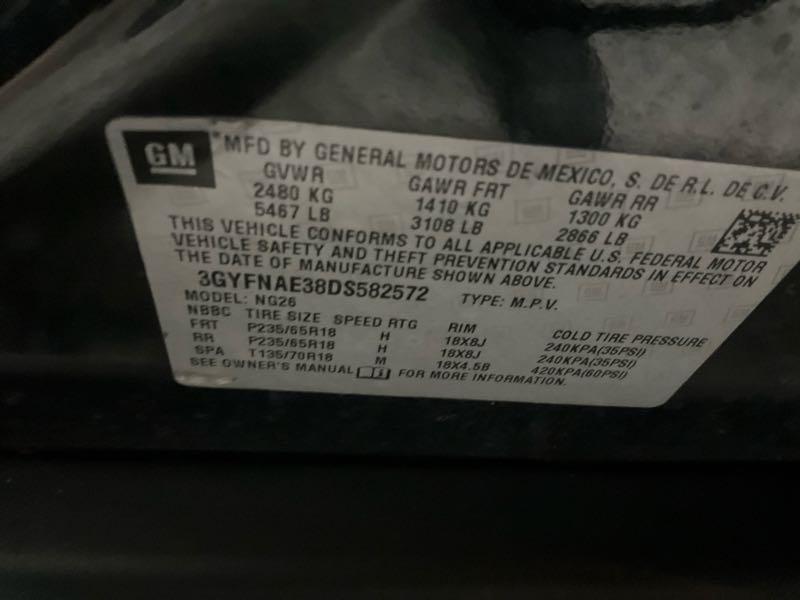 GM
MFD BY GENERAL MOTORS DE MEXICO, S. DE R.L. DE C.V.
GVWR GAWR FRT GAWR RR
2480 KG 1410 KG 1300 KG
5467 LB 3108 LB 2866 LB
THIS VEHICLE CONFORMS TO ALL APPLICABLE U.S. FEDERAL MOTOR
VEHICLE SAFETY AND THEFT PREVENTION STANDARDS IN EFFECT ON
THE DATE OF MANUFACTURE SHOWN ABOVE.
3GYFNAE38DS582572 TYPE: M.P.V.
MODEL: NG26
NBBC TIRE SIZE SPEED RTG RIM COLD TIRE PRESSURE
FRT P235/65R18 H 18X8J 240KPA(35PSI)
RR P235/65R18 H 18X8J 240KPA(35PSI)
SPA T135/70R18 M 18X4.5B 420KPA(60PSI)
SEE OWNER'S MANUAL FOR MORE INFORMATION.